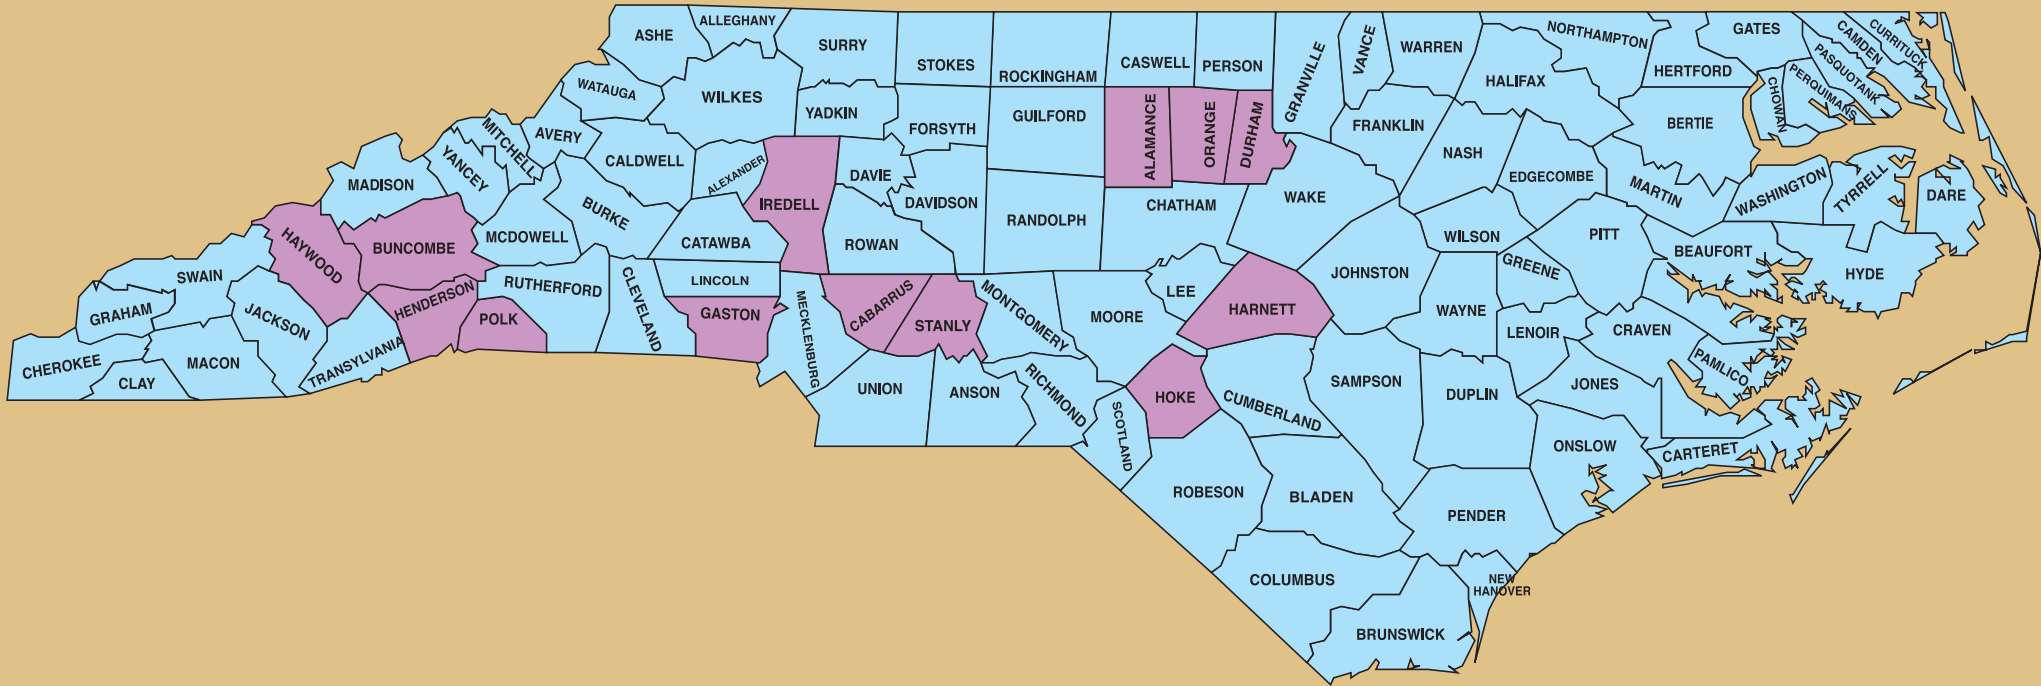 ASHE
ALLEGHANY
SURRY
STOKES
ROCKINGHAM
CASWELL
PERSON
GRANVILLE
VANCE
WARREN
NORTHAMPTON
HALIFAX
HERTFORD
GATES
CURRITUCK
CAMDEN
PASQUOTANK
PERQUIMANS
CHOWAN
WATAUGA
WILKES
YADKIN
FORSYTH
GUILFORD
ALAMANCE
ORANGE
DURHAM
FRANKLIN
BERTIE
MITCHELL
AVERY
CALDWELL
ALEXANDER
DAVIE
NASH
EDGECOMBE
MARTIN
WASHINGTON
TYRRELL
DARE
YANCEY
MADISON
BURKE
IREDELL
DAVIDSON
RANDOLPH
CHATHAM
WAKE
HAYWOOD
BUNCOMBE
MCDOWELL
CATAWBA
ROWAN
WILSON
PITT
BEAUFORT
HYDE
SWAIN
RUTHERFORD
CLEVELAND
LINCOLN
JOHNSTON
GREENE
GRAHAM
JACKSON
HENDERSON
POLK
GASTON
MECKLENBURG
CABARRUS
STANLY
MONTGOMERY
MOORE
LEE
HARNETT
WAYNE
LENOIR
CRAVEN
PAMLICO
CHEROKEE
CLAY
MACON
TRANSYLVANIA
UNION
ANSON
RICHMOND
SCOTLAND
HOKE
CUMBERLAND
SAMPSON
DUPLIN
JONES
ONSLOW
CARTERET
ROBESON
BLADEN
PENDER
COLUMBUS
NEW
HANOVER
BRUNSWICK